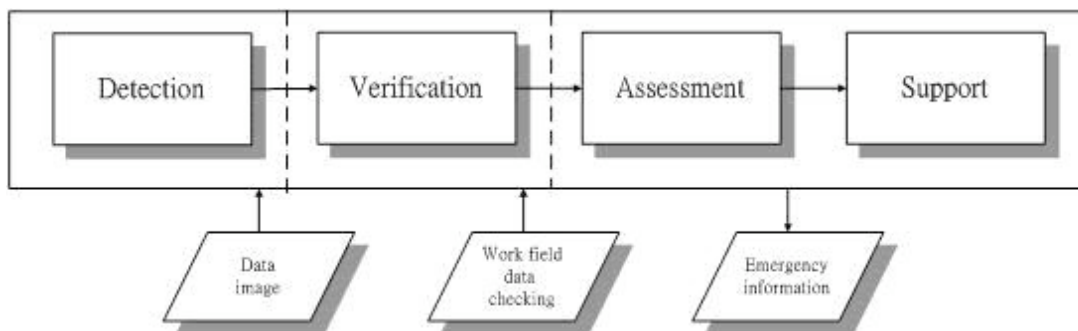 Detection
Verification
Assessment
Support
Data
image
Work field
data
checking
Emergency
information